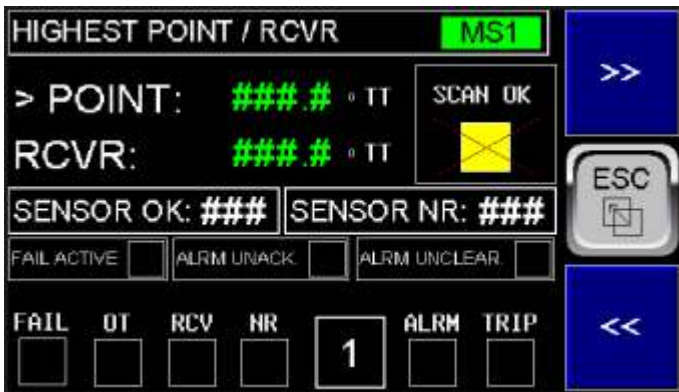 HIGHEST POINT / RCVR MS1
>>
> POINT: ###.# ° TT
SCAN OK
RCVR: ###.# ° TT
ESC
SENSOR OK: ### SENSOR NR: ###
FAIL ACTIVE ALRM UNACK. ALRM UNCLEAR.
FAIL OT RCV NR 1 ALRM TRIP
<<